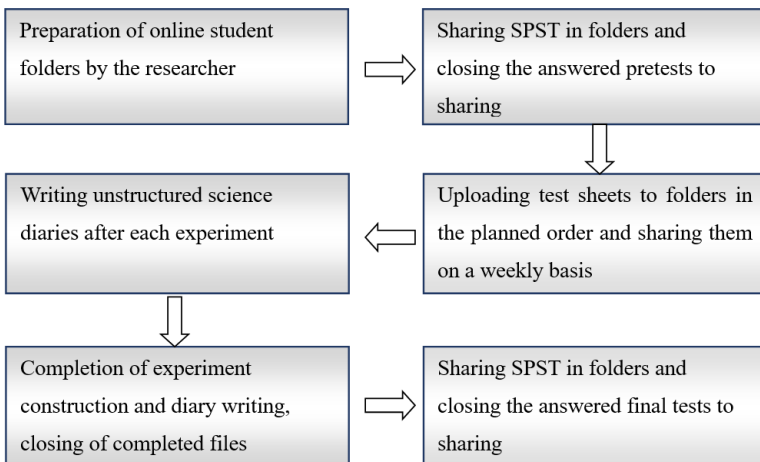 Preparation of online student
folders by the researcher
Sharing SPST in folders and
closing the answered pretests to
sharing
Uploading test sheets to folders in
the planned order and sharing them
on a weekly basis
Writing unstructured science
diaries after each experiment
Completion of experiment
construction and diary writing,
closing of completed files
Sharing SPST in folders and
closing the answered final tests to
sharing